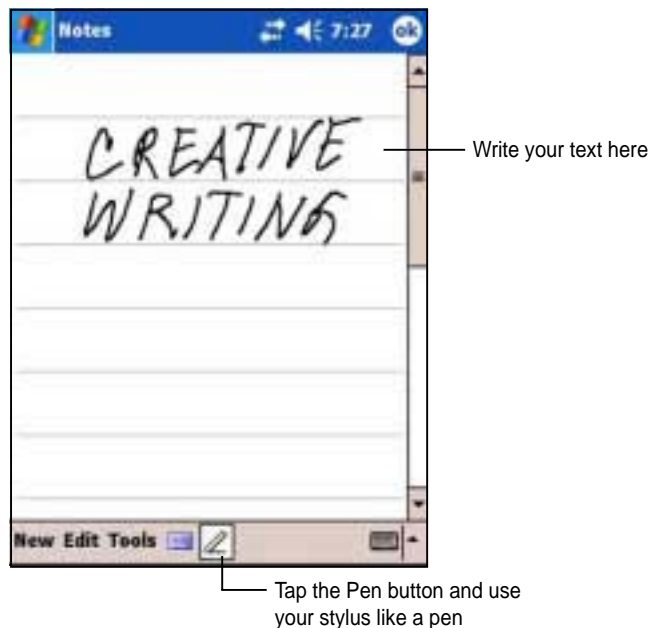 Notes 7:27 ok
CREATIVE
WRITING
Write your text here
New Edit Tools
Tap the Pen button and use
your stylus like a pen